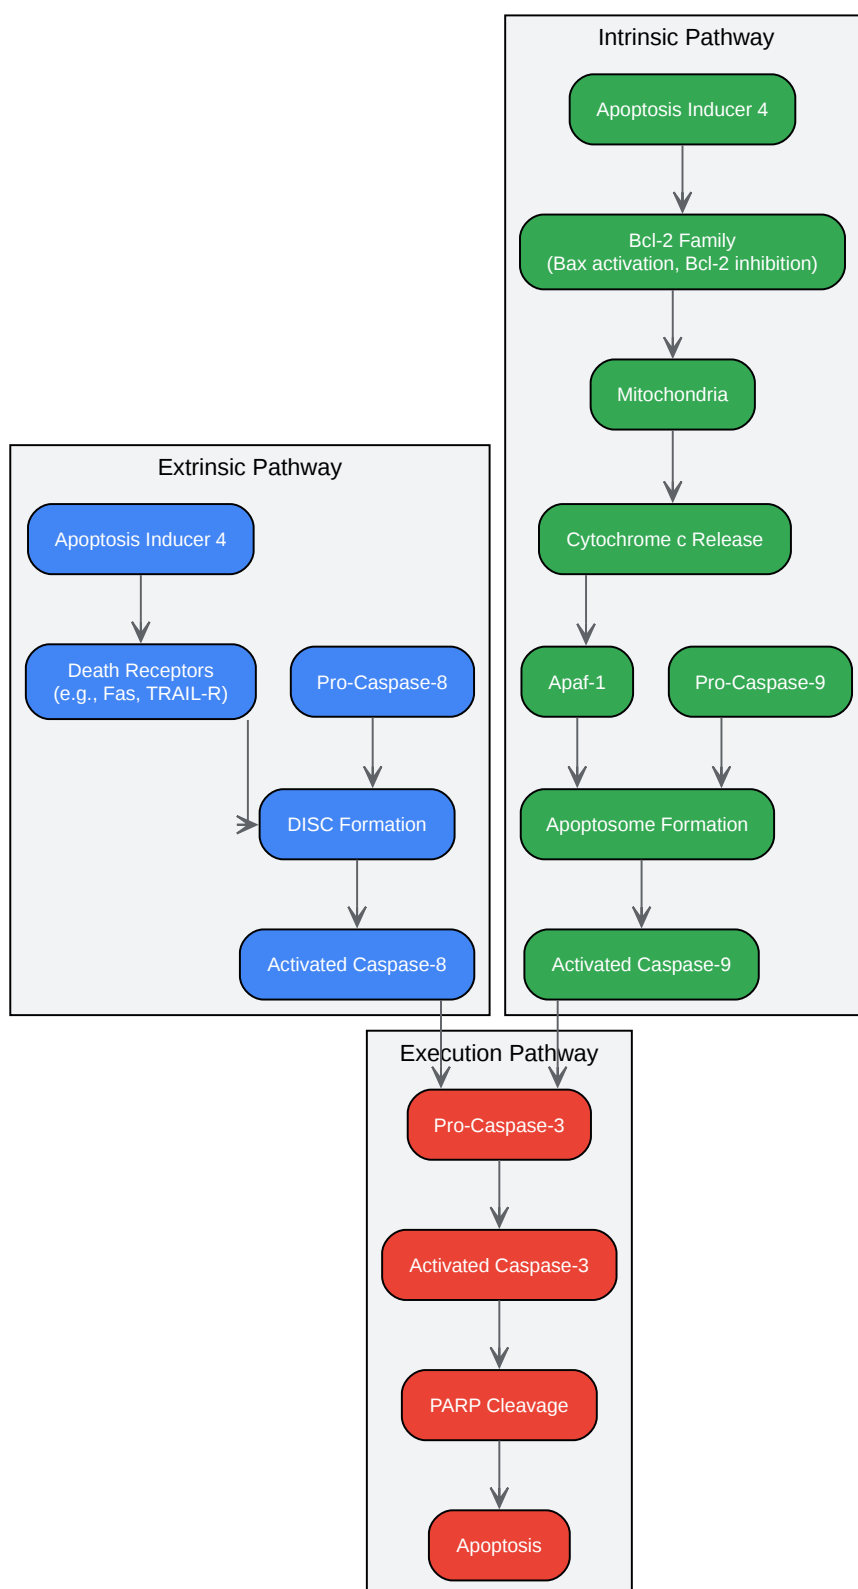 Intrinsic Pathway
Apoptosis Inducer 4
Bcl-2 Family
(Bax activation, Bcl-2 inhibition)
Mitochondria
Cytochrome c Release
Apaf-1
Pro-Caspase-9
Apoptosome Formation
Activated Caspase-9
Extrinsic Pathway
Apoptosis Inducer 4
Death Receptors
(e.g., Fas, TRAIL-R)
Pro-Caspase-8
DISC Formation
Activated Caspase-8
Execution Pathway
Pro-Caspase-3
Activated Caspase-3
PARP Cleavage
Apoptosis